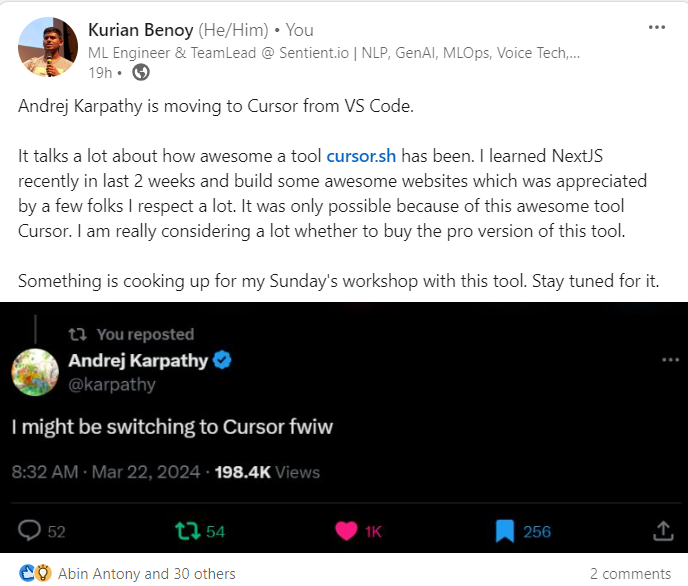 Kurian Benoy (He/Him) • You
ML Engineer & TeamLead @ Sentient.io | NLP, GenAI, MLOps, Voice Tech,...
19h •
Andrej Karpathy is moving to Cursor from VS Code.
It talks a lot about how awesome a tool cursor.sh has been. I learned NextJS
recently in last 2 weeks and build some awesome websites which was appreciated
by a few folks I respect a lot. It was only possible because of this awesome tool
Cursor. I am really considering a lot whether to buy the pro version of this tool.
Something is cooking up for my Sunday's workshop with this tool. Stay tuned for it.
You reposted
Andrej Karpathy
@karpathy
I might be switching to Cursor fwiw
8:32 AM · Mar 22, 2024 · 198.4K Views
52 54 1K 256
Abin Antony and 30 others 2 comments